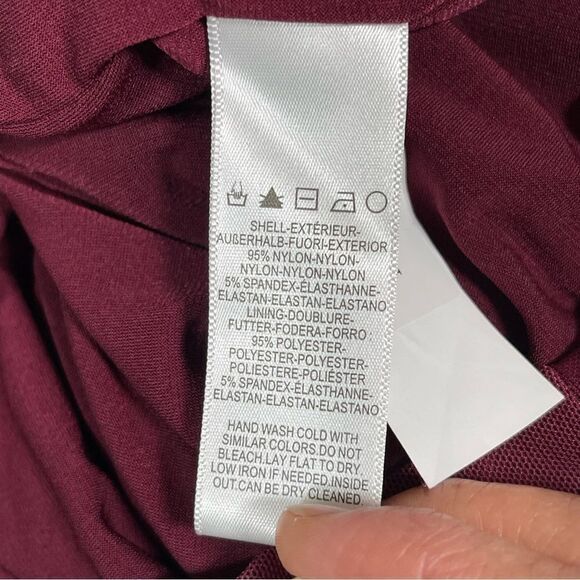 SHELL-EXTÉRIEUR-
AUßERHALB-FUORI-EXTERIOR
95% NYLON-NYLON-
NYLON-NYLON-NYLON
5% SPANDEX-ÉLASTHANNE-
ELASTAN-ELASTAN-ELASTANO
LINING-DOUBLURE-
FUTTER-FODERA-FORRO
95% POLYESTER-
POLYESTER-POLYESTER-
POLIESTERE-POLIÉSTER
5% SPANDEX-ÉLASTHANNE-
ELASTAN-ELASTAN-ELASTANO
HAND WASH COLD WITH
SIMILAR COLORS.DO NOT
BLEACH.LAY FLAT TO DRY.
LOW IRON IF NEEDED.INSIDE
OUT.CAN BE DRY CLEANED.